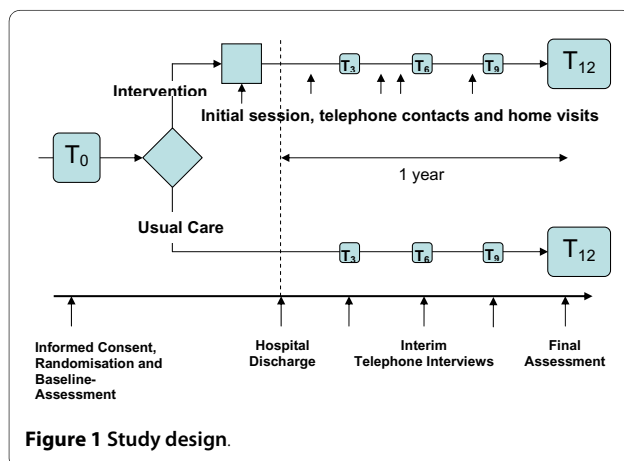 T3 T6 T9 T12
Intervention
Initial session, telephone contacts and home visits
T0
1 year
Usual Care
T3 T6 T9 T12
Informed Consent,
Randomisation and
Baseline-
Assessment
Hospital
Discharge
Interim
Telephone Interviews
Final
Assessment
Figure 1 Study design.